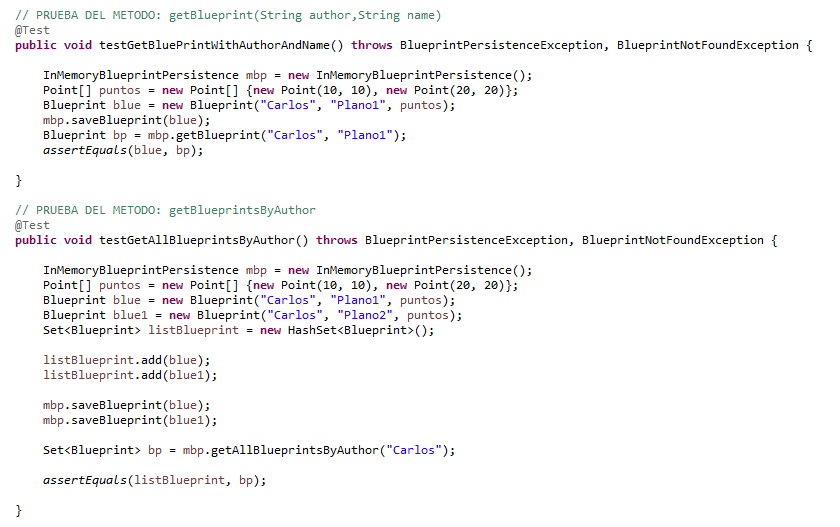 // PRUEBA DEL METODO: getBlueprint(String author,String name)
@Test
public void testGetBluePrintWithAuthorAndName() throws BlueprintPersistenceException, BlueprintNotFoundException {
InMemoryBlueprintPersistence mbp = new InMemoryBlueprintPersistence();
Point[] puntos = new Point[] {new Point(10, 10), new Point(20, 20)};
Blueprint blue = new Blueprint("Carlos", "Plano1", puntos);
mbp.saveBlueprint(blue);
Blueprint bp = mbp.getBlueprint("Carlos", "Plano1");
assertEquals(blue, bp);
}
// PRUEBA DEL METODO: getBlueprintsByAuthor
@Test
public void testGetAllBlueprintsByAuthor() throws BlueprintPersistenceException, BlueprintNotFoundException {
InMemoryBlueprintPersistence mbp = new InMemoryBlueprintPersistence();
Point[] puntos = new Point[] {new Point(10, 10), new Point(20, 20)};
Blueprint blue = new Blueprint("Carlos", "Plano1", puntos);
Blueprint blue1 = new Blueprint("Carlos", "Plano2", puntos);
Set<Blueprint> listBlueprint = new HashSet<Blueprint>();
listBlueprint.add(blue);
listBlueprint.add(blue1);
mbp.saveBlueprint(blue);
mbp.saveBlueprint(blue1);
Set<Blueprint> bp = mbp.getAllBlueprintsByAuthor("Carlos");
assertEquals(listBlueprint, bp);
}